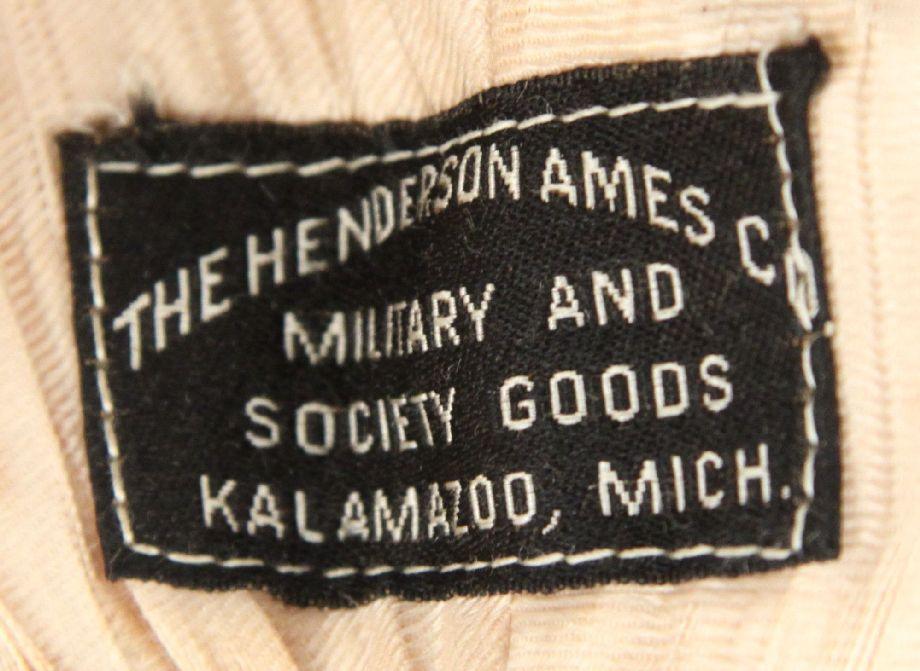 THE HENDERSON AMES CO
MILITARY AND
SOCIETY GOODS
KALAMAZOO, MICH.